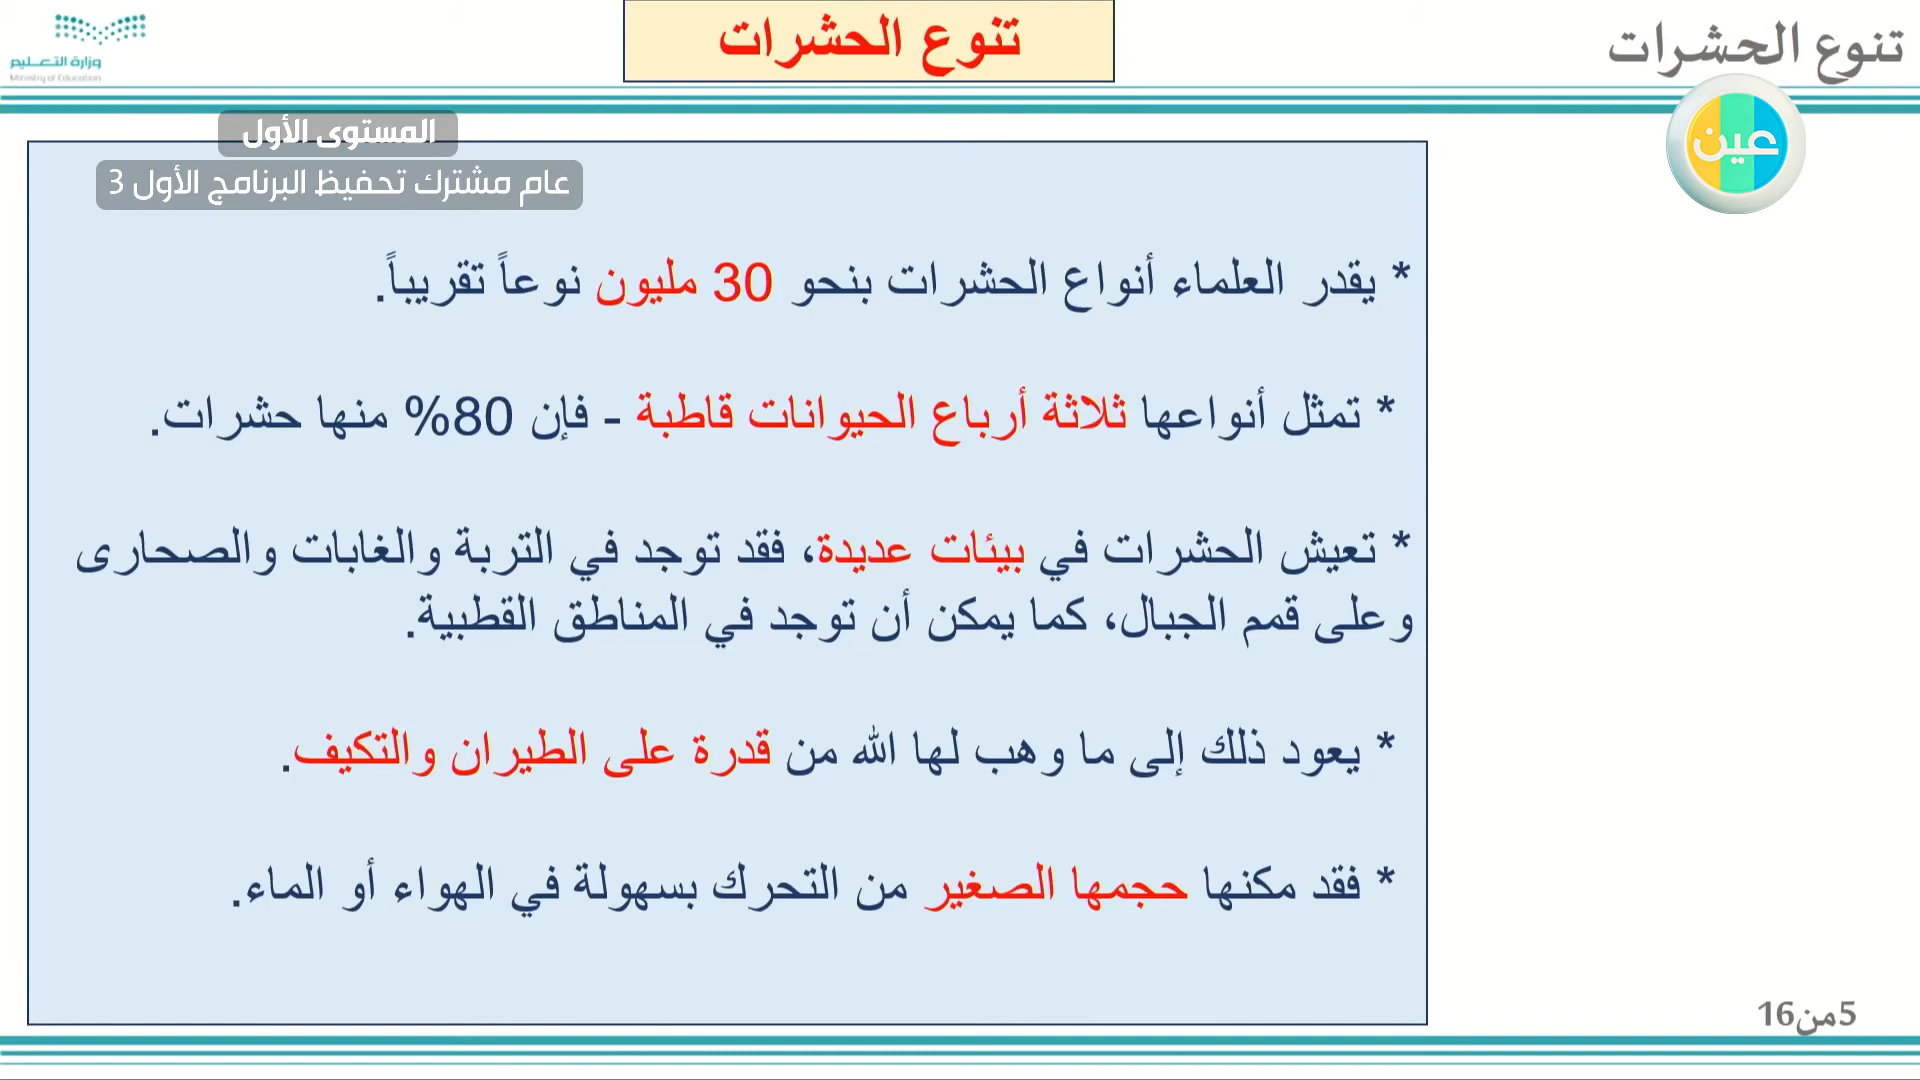 تنوع الحشرات
تنوع الحشرات
وزارة التعليم
Ministry of Education
عين
المستوى الأول
عام مشترك تحفيظ البرنامج الأول 3
* يقدر العلماء أنواع الحشرات بنحو 30 مليون نوعاً تقريباً.
* تمثل أنواعها ثلاثة أرباع الحيوانات قاطبة - فإن 80% منها حشرات.
* تعيش الحشرات في بيئات عديدة، فقد توجد في التربة والغابات والصحارى
وعلى قمم الجبال، كما يمكن أن توجد في المناطق القطبية.
* يعود ذلك إلى ما وهب لها الله من قدرة على الطيران والتكيف.
* فقد مكنها حجمها الصغير من التحرك بسهولة في الهواء أو الماء.
5من16